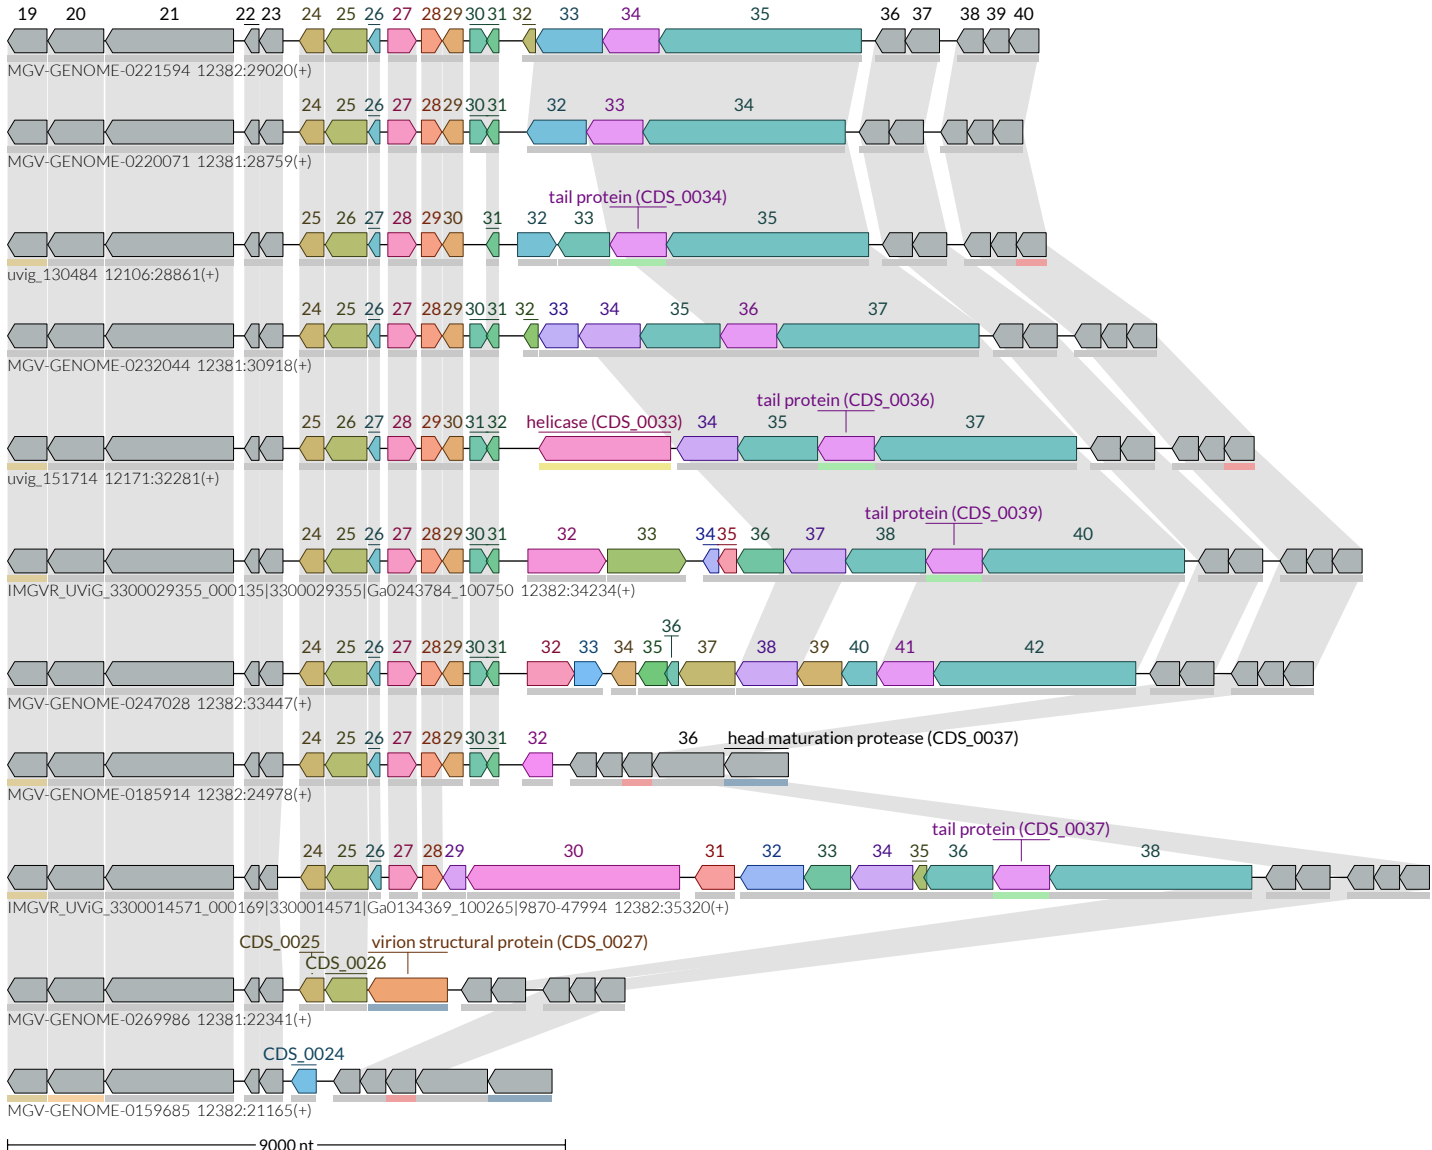 19 20 21 22 23 24 25 26 27 28 29 30 31 32 33 34 35 36 37 38 39 40
MGV-GENOME-0221594 12382:29020(+)
24 25 26 27 28 29 30 31 32 33 34
MGV-GENOME-0220071 12381:28759(+)
tail protein (CDS_0034)
25 26 27 28 29 30 31 32 33 35
uvig_130484 12106:28861(+)
24 25 26 27 28 29 30 31 32 33 34 35 36 37
MGV-GENOME-0232044 12381:30918(+)
tail protein (CDS_0036)
25 26 27 28 29 30 31 32 helicase (CDS_0033) 34 35 37
uvig_151714 12171:32281(+)
tail protein (CDS_0039)
24 25 26 27 28 29 30 31 32 33 34 35 36 37 38 40
IMGVR_UViG_3300029355_000135|3300029355|Ga0243784_100750 12382:34234(+)
36
24 25 26 27 28 29 30 31 32 33 34 35 37 38 39 40 41 42
MGV-GENOME-0247028 12382:33447(+)
24 25 26 27 28 29 30 31 32 36 head maturation protease (CDS_0037)
MGV-GENOME-0185914 12382:24978(+)
tail protein (CDS_0037)
24 25 26 27 28 29 30 31 32 33 34 35 36 38
IMGVR_UViG_3300014571_000169|3300014571|Ga0134369_100265|9870-47994 12382:35320(+)
CDS_0025 virion structural protein (CDS_0027)
CDS_0026
MGV-GENOME-0269986 12381:22341(+)
CDS_0024
MGV-GENOME-0159685 12382:21165(+)
9000 nt